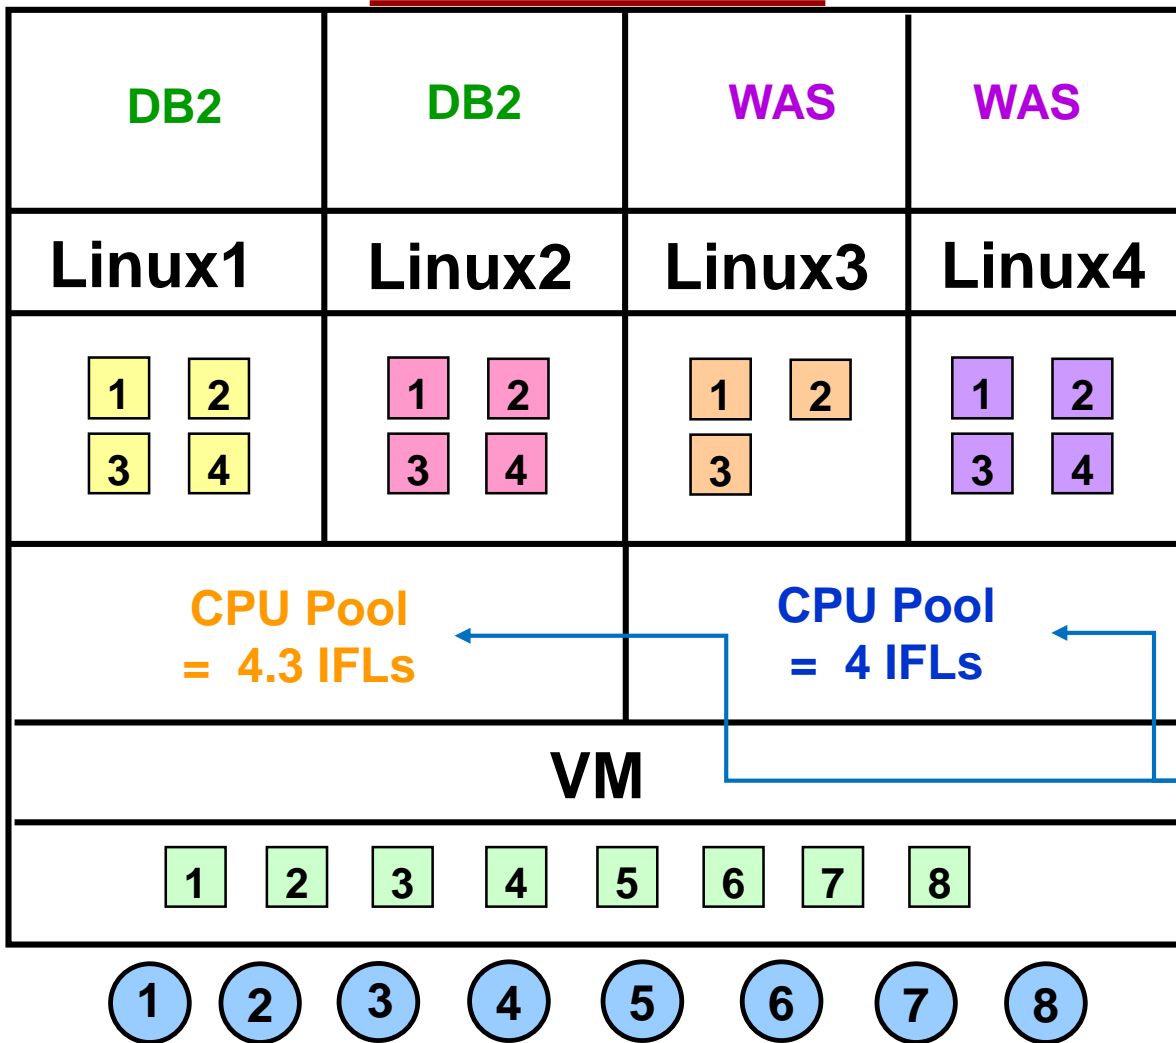 DB2 DB2 WAS WAS
Linux1 Linux2 Linux3 Linux4
1 2 1 2 1 2 1 2
3 4 3 4 3 3 4
CPU Pool
= 4.3 IFLs
CPU Pool
= 4 IFLs
VM
1 2 3 4 5 6 7 8
1 2 3 4 5 6 7 8